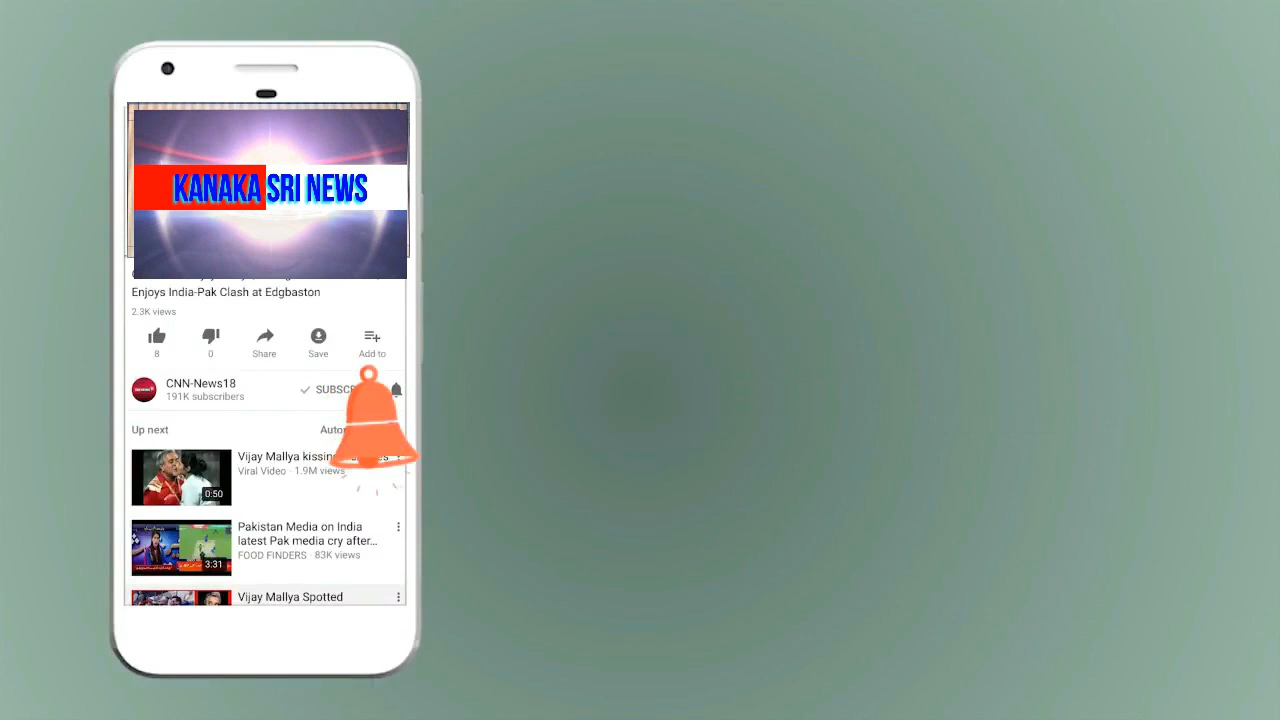 KANAKA SRI NEWS
Enjoys India-Pak Clash at Edgbaston
2.3K views
8
0
Share
Save
Add to
CNN-News18
191K subscribers
Up next
Vijay Mallya
Viral Video · 1.9M views
0:50
Pakistan Media on India
latest Pak media cry after...
FOOD FINDERS · 83K views
3:31
Vijay Mallya Spotted